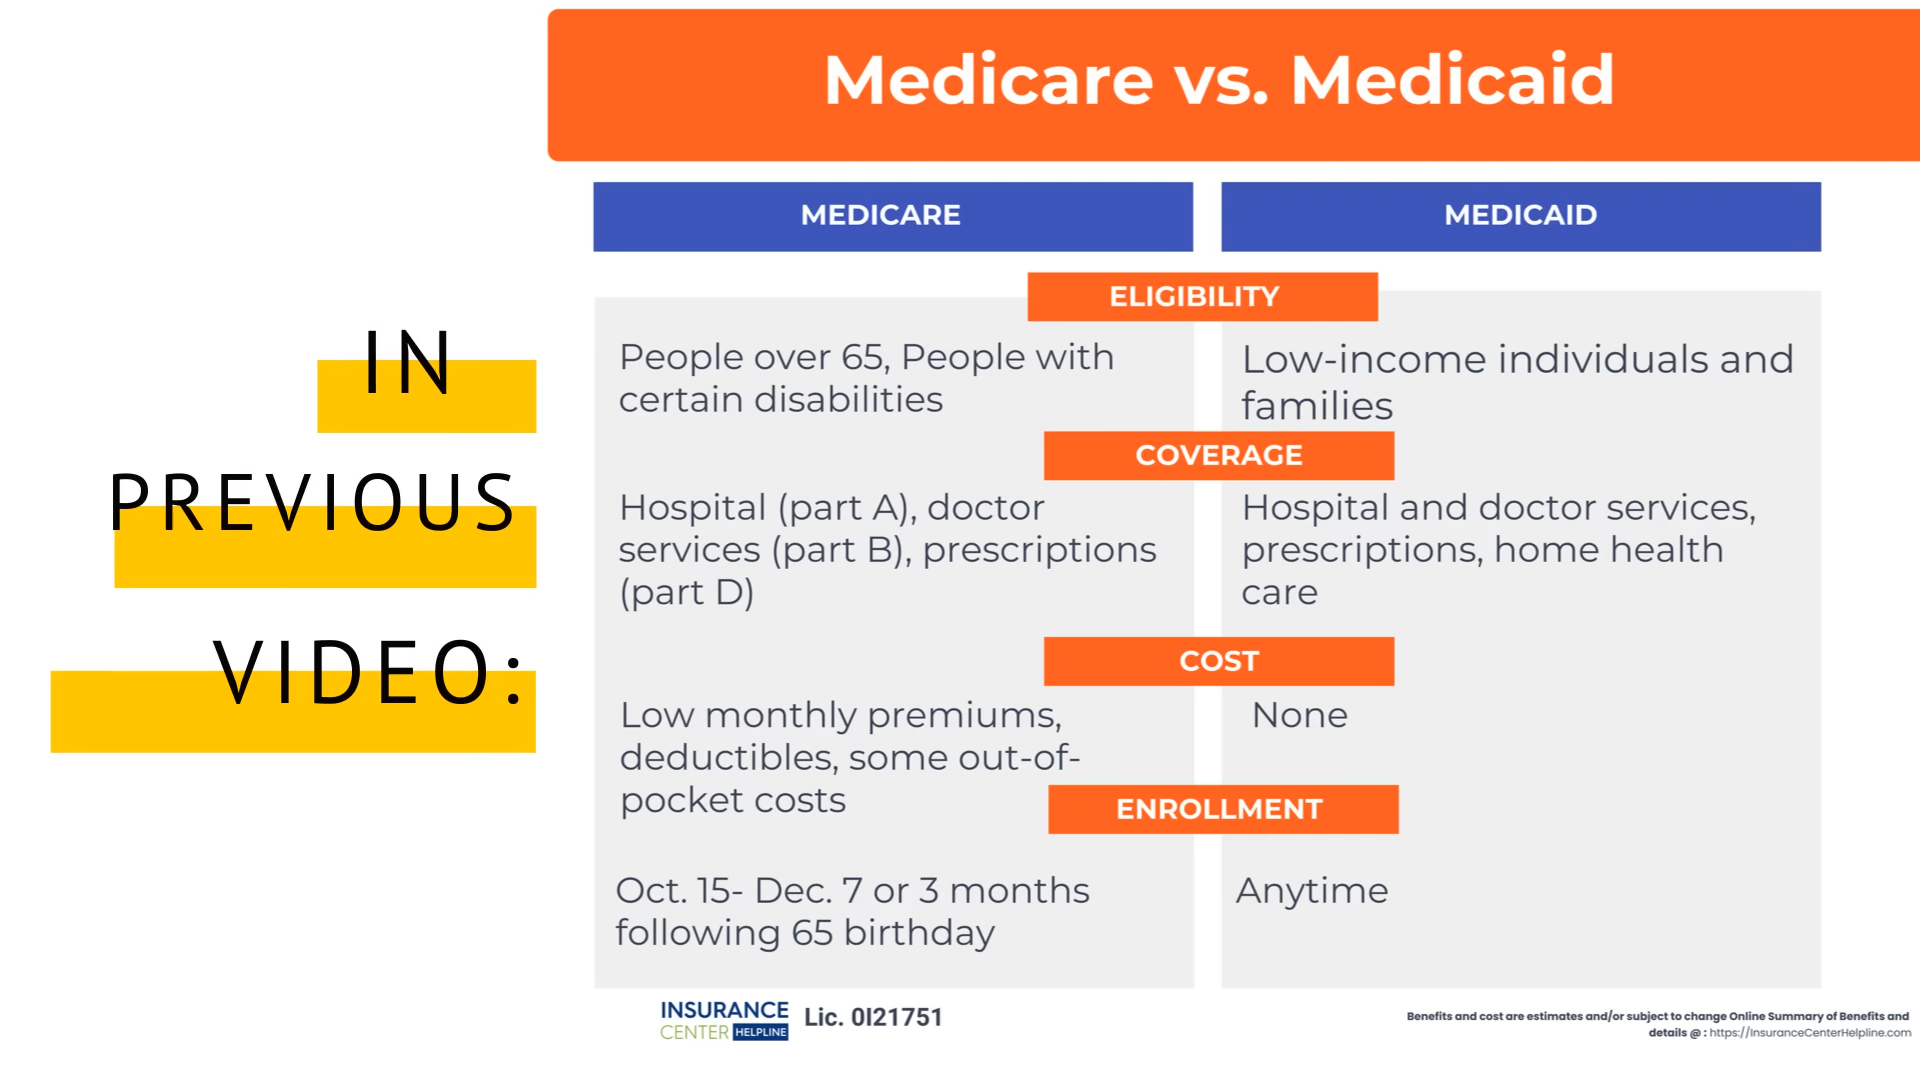 Medicare vs. Medicaid
MEDICARE
MEDICAID
IN
PREVIOUS
VIDEO:
ELIGIBILITY
People over 65, People with
certain disabilities
Low-income individuals and
families
COVERAGE
Hospital (part A), doctor
services (part B), prescriptions
(part D)
Hospital and doctor services,
prescriptions, home health
care
COST
Low monthly premiums,
deductibles, some out-of-
pocket costs
None
ENROLLMENT
Oct. 15- Dec. 7 or 3 months
following 65 birthday
Anytime
INSURANCE
CENTER HELPLINE
Lic. 0I21751
Benefits and cost are estimates and/or subject to change Online Summary of Benefits and
details @ : https://InsuranceCenterHelpline.com